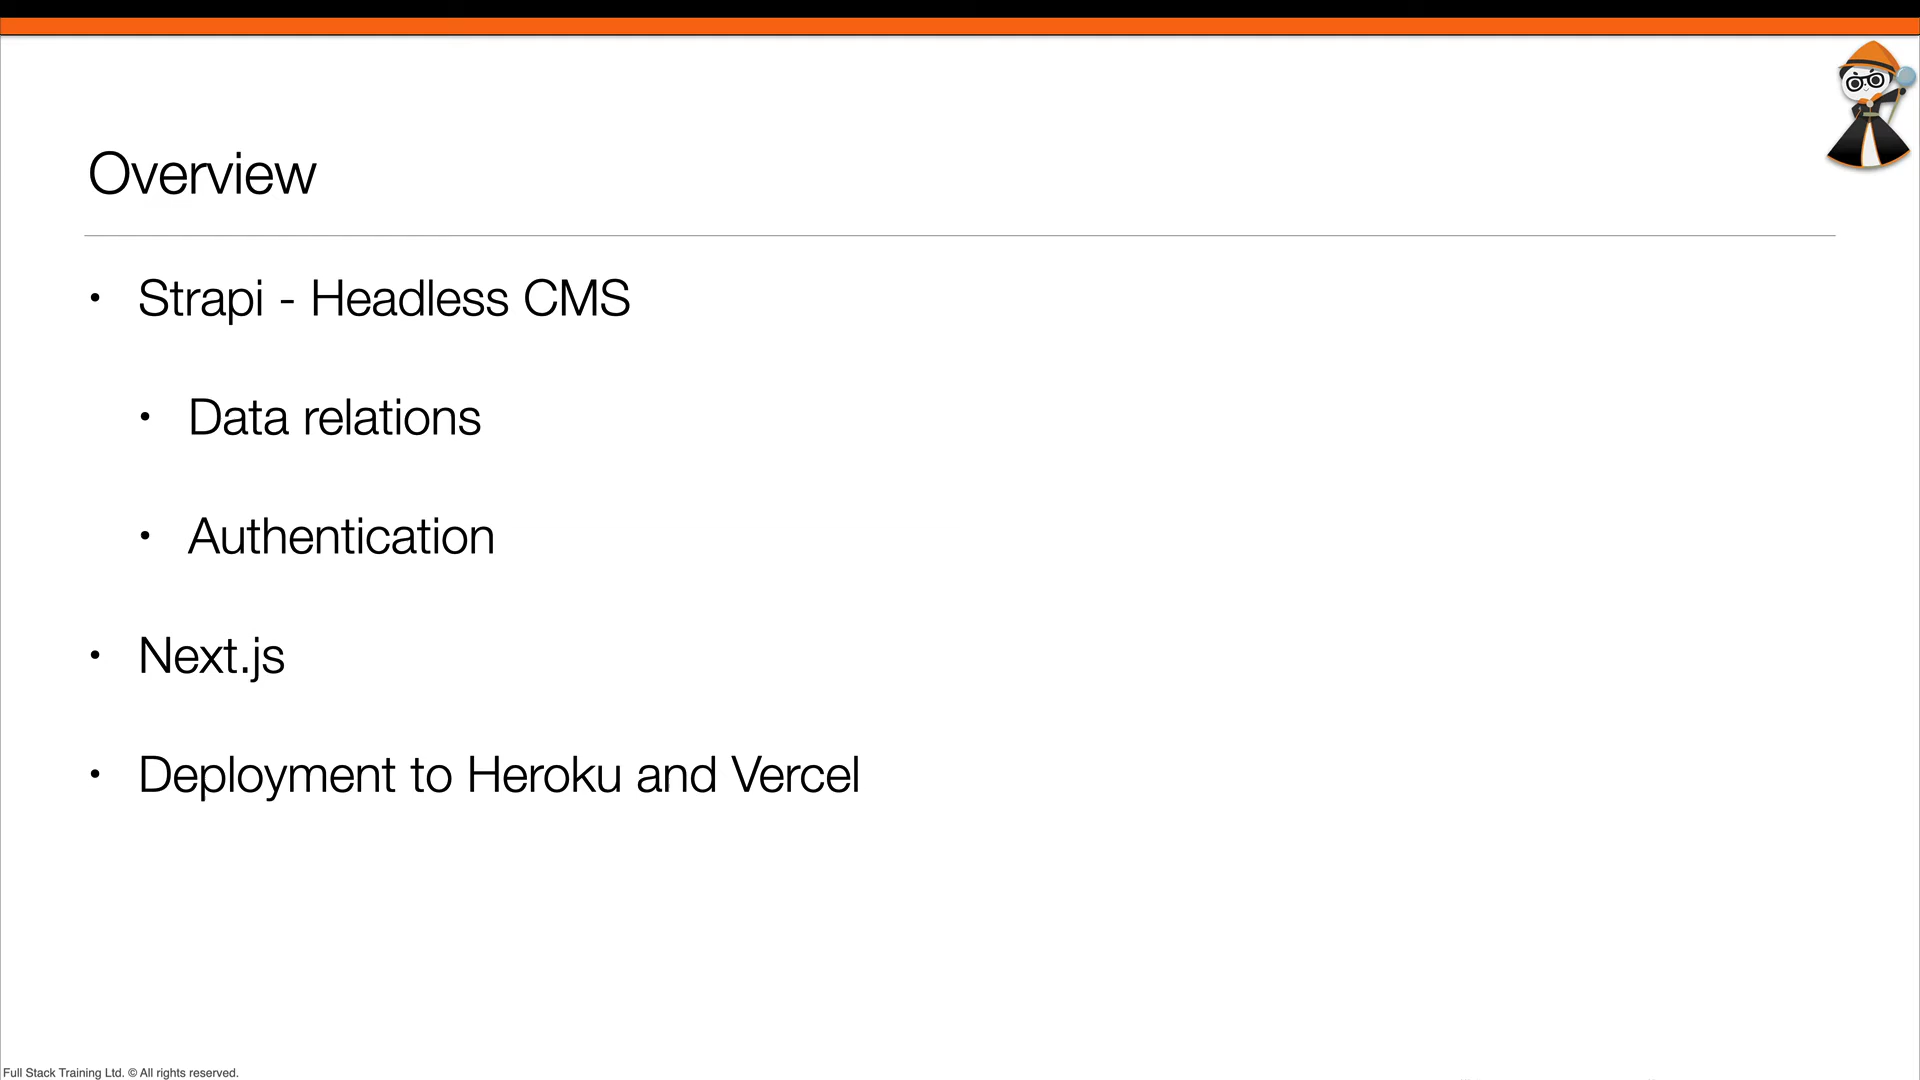 Overview
• Strapi - Headless CMS
• Data relations
• Authentication
• Next.js
• Deployment to Heroku and Vercel
Full Stack Training Ltd. © All rights reserved.